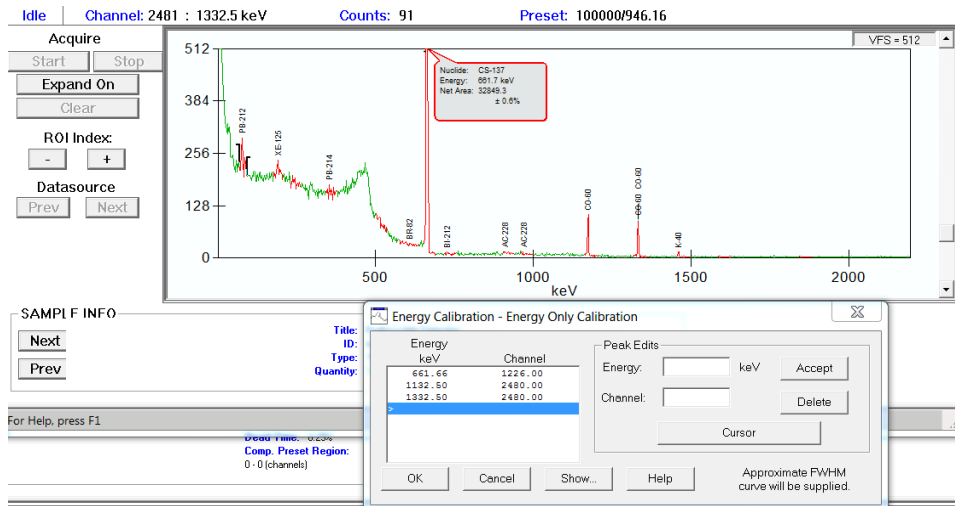 Idle Channel: 2481 : 1332.5 keV Counts: 91 Preset: 100000/946.16
Acquire
Start Stop
Expand On
Clear
ROI Index:
- +
Datasource
Prev Next
VFS = 512
512
384
256
128
0
Nuclide: CS-137
Energy: 661.7 keV
Net Area: 32849.3
± 0.6%
PB-212
XE-125
PB-214
BR-82
BI-212
AC-228
AC-228
CO-60
CO-60 CO-60
K-40
500 1000 1500 2000
keV
SAMPLE INFO
Next
Prev
Title:
ID:
Type:
Quantity:
For Help, press F1
Dead Time: 0.23%
Comp. Preset Region:
0 - 0 (channels)
Energy Calibration - Energy Only Calibration
Energy
keV Channel
661.66 1226.00
1132.50 2480.00
1332.50 2480.00
>
Peak Edits
Energy: keV Accept
Channel: Delete
Cursor
OK Cancel Show... Help
Approximate FWHM
curve will be supplied.